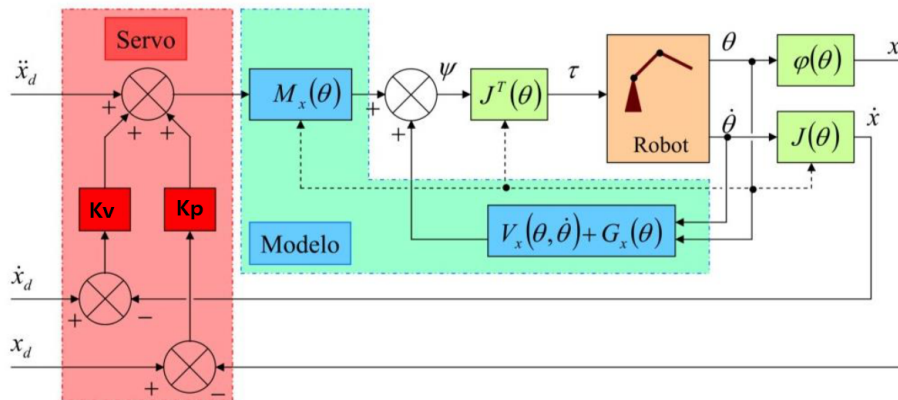 Servo
ẍ_d
M_x(θ)
ψ
J^T(θ)
τ
Robot
θ
θ̇
φ(θ)
x
J(θ)
ẋ
+
+
+
+
+
Kv
Kp
Modelo
V_x(θ,θ̇)+G_x(θ)
ẋ_d
+
−
x_d
+
−